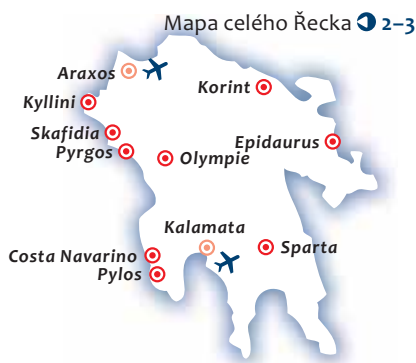 Mapa celého Řecka 2–3
Araxos
Korint
Kyllini
Skafidia
Pyrgos
Epidaurus
Olympie
Kalamata
Costa Navarino
Sparta
Pylos